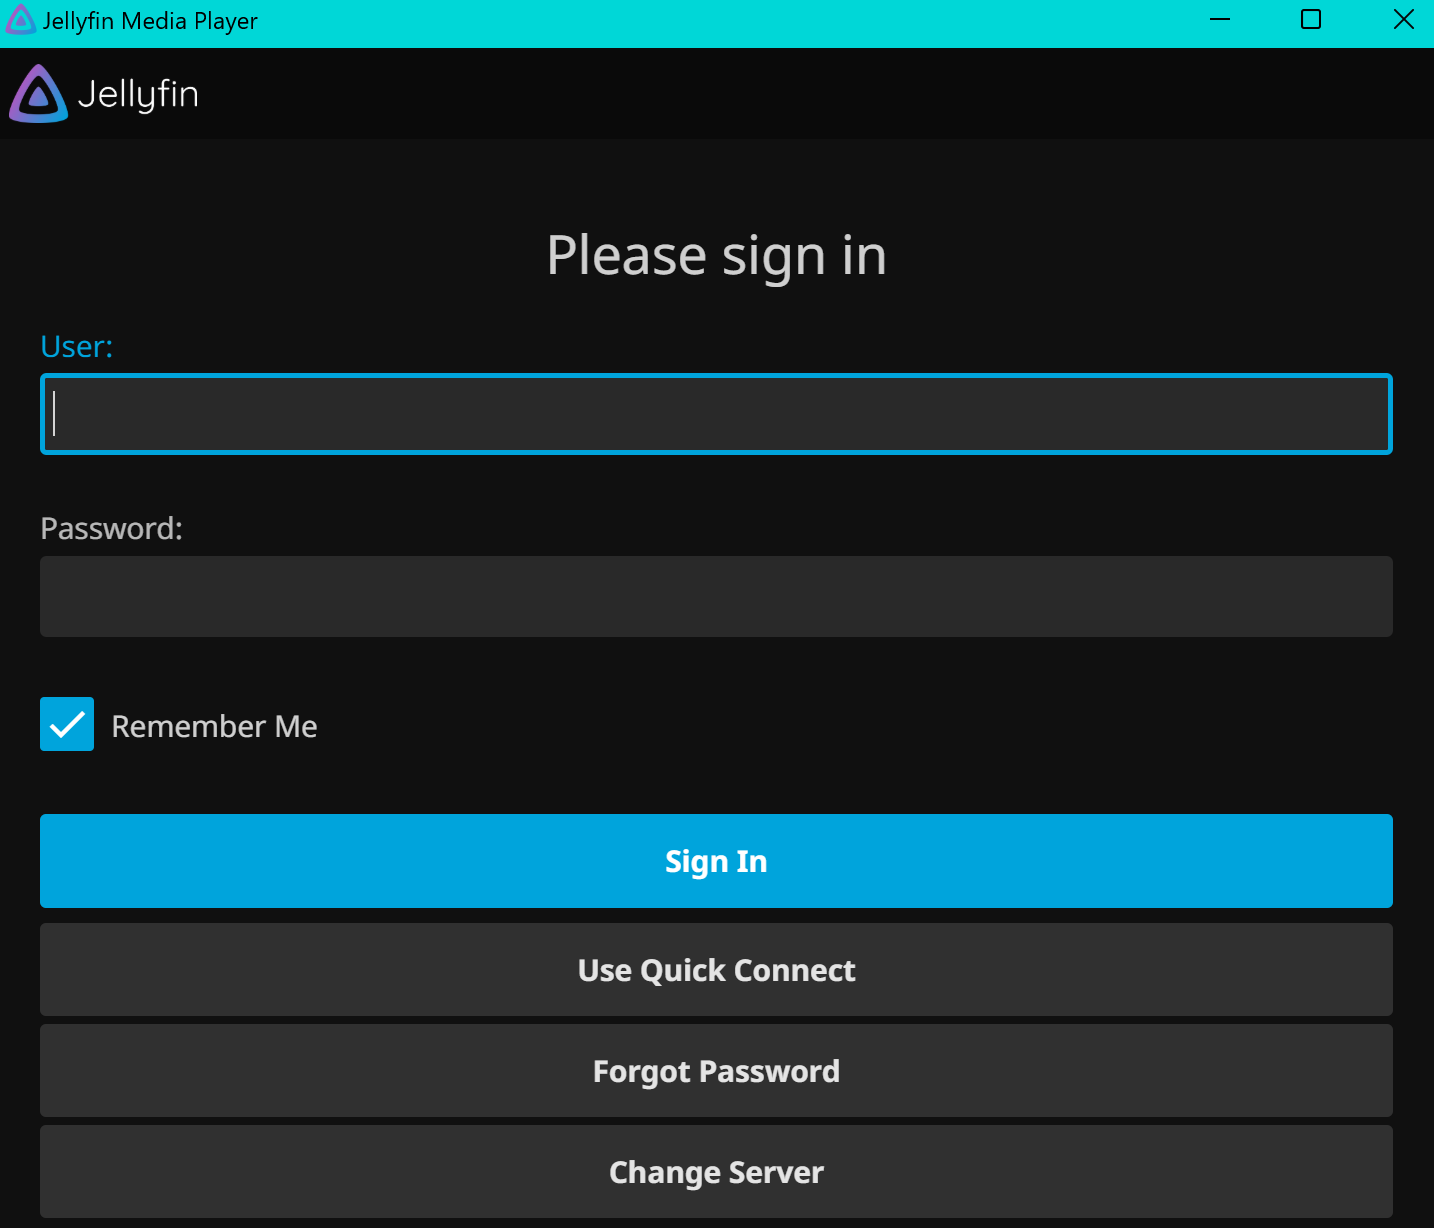 Jellyfin Media Player
Jellyfin
Please sign in
User:
Password:
Remember Me
Sign In
Use Quick Connect
Forgot Password
Change Server